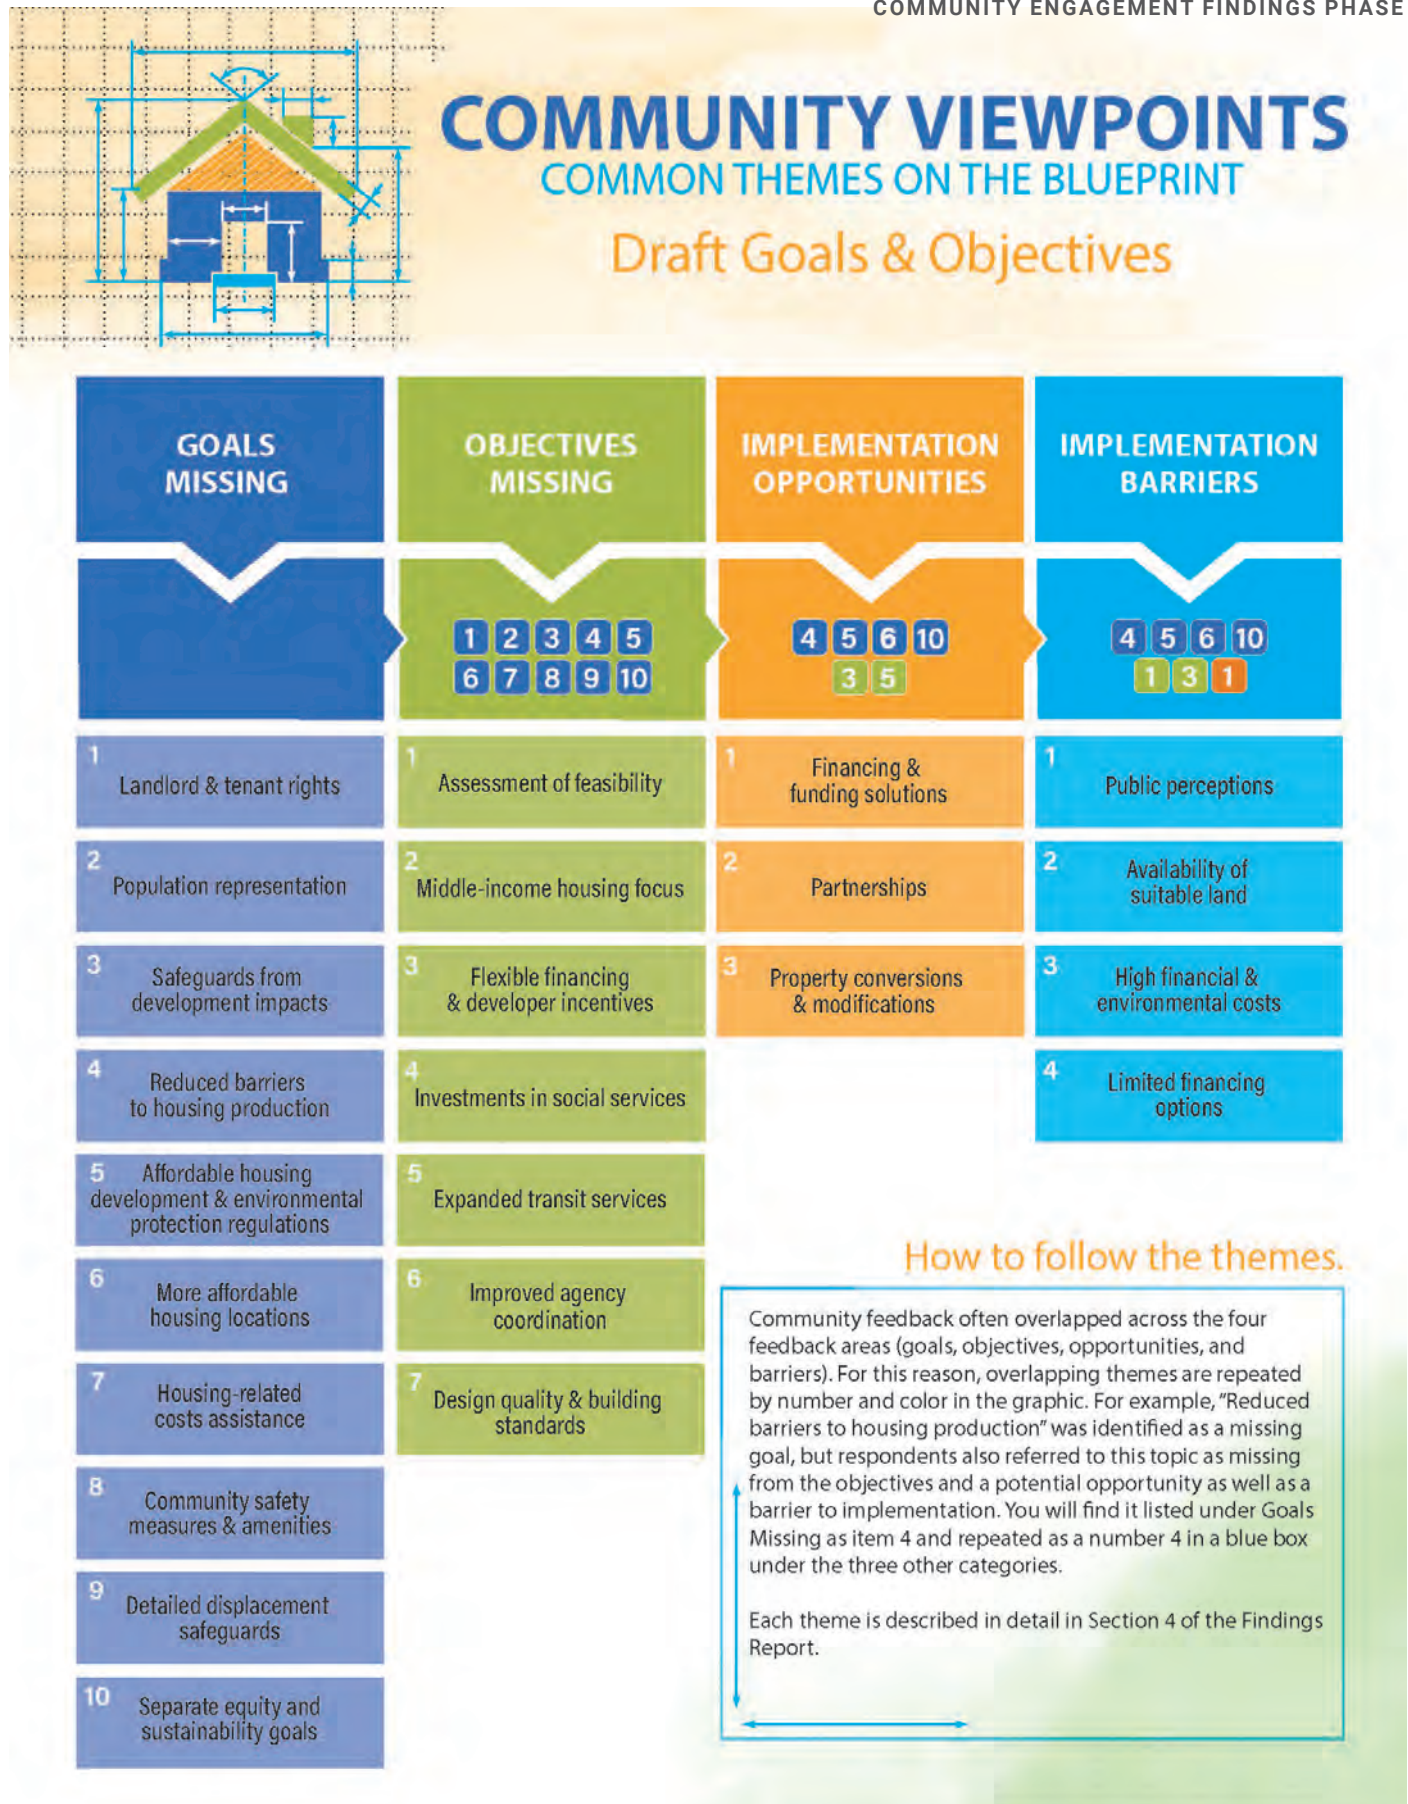 COMMUNITY ENGAGEMENT FINDINGS PHASE
COMMUNITY VIEWPOINTS
COMMON THEMES ON THE BLUEPRINT
Draft Goals & Objectives
GOALS
MISSING
OBJECTIVES
MISSING
IMPLEMENTATION
OPPORTUNITIES
IMPLEMENTATION
BARRIERS
1 2 3 4 5
6 7 8 9 10
4 5 6 10
3 5
4 5 6 10
1 3 1
1
Landlord & tenant rights
2
Population representation
3
Safeguards from
development impacts
4
Reduced barriers
to housing production
5
Affordable housing
development & environmental
protection regulations
6
More affordable
housing locations
7
Housing-related
costs assistance
8
Community safety
measures & amenities
9
Detailed displacement
safeguards
10
Separate equity and
sustainability goals
1
Assessment of feasibility
2
Middle-income housing focus
3
Flexible financing
& developer incentives
4
Investments in social services
5
Expanded transit services
6
Improved agency
coordination
7
Design quality & building
standards
1
Financing &
funding solutions
2
Partnerships
3
Property conversions
& modifications
1
Public perceptions
2
Availability of
suitable land
3
High financial &
environmental costs
4
Limited financing
options
How to follow the themes.
Community feedback often overlapped across the four
feedback areas (goals, objectives, opportunities, and
barriers). For this reason, overlapping themes are repeated
by number and color in the graphic. For example, "Reduced
barriers to housing production" was identified as a missing
goal, but respondents also referred to this topic as missing
from the objectives and a potential opportunity as well as a
barrier to implementation. You will find it listed under Goals
Missing as item 4 and repeated as a number 4 in a blue box
under the three other categories.
Each theme is described in detail in Section 4 of the Findings
Report.